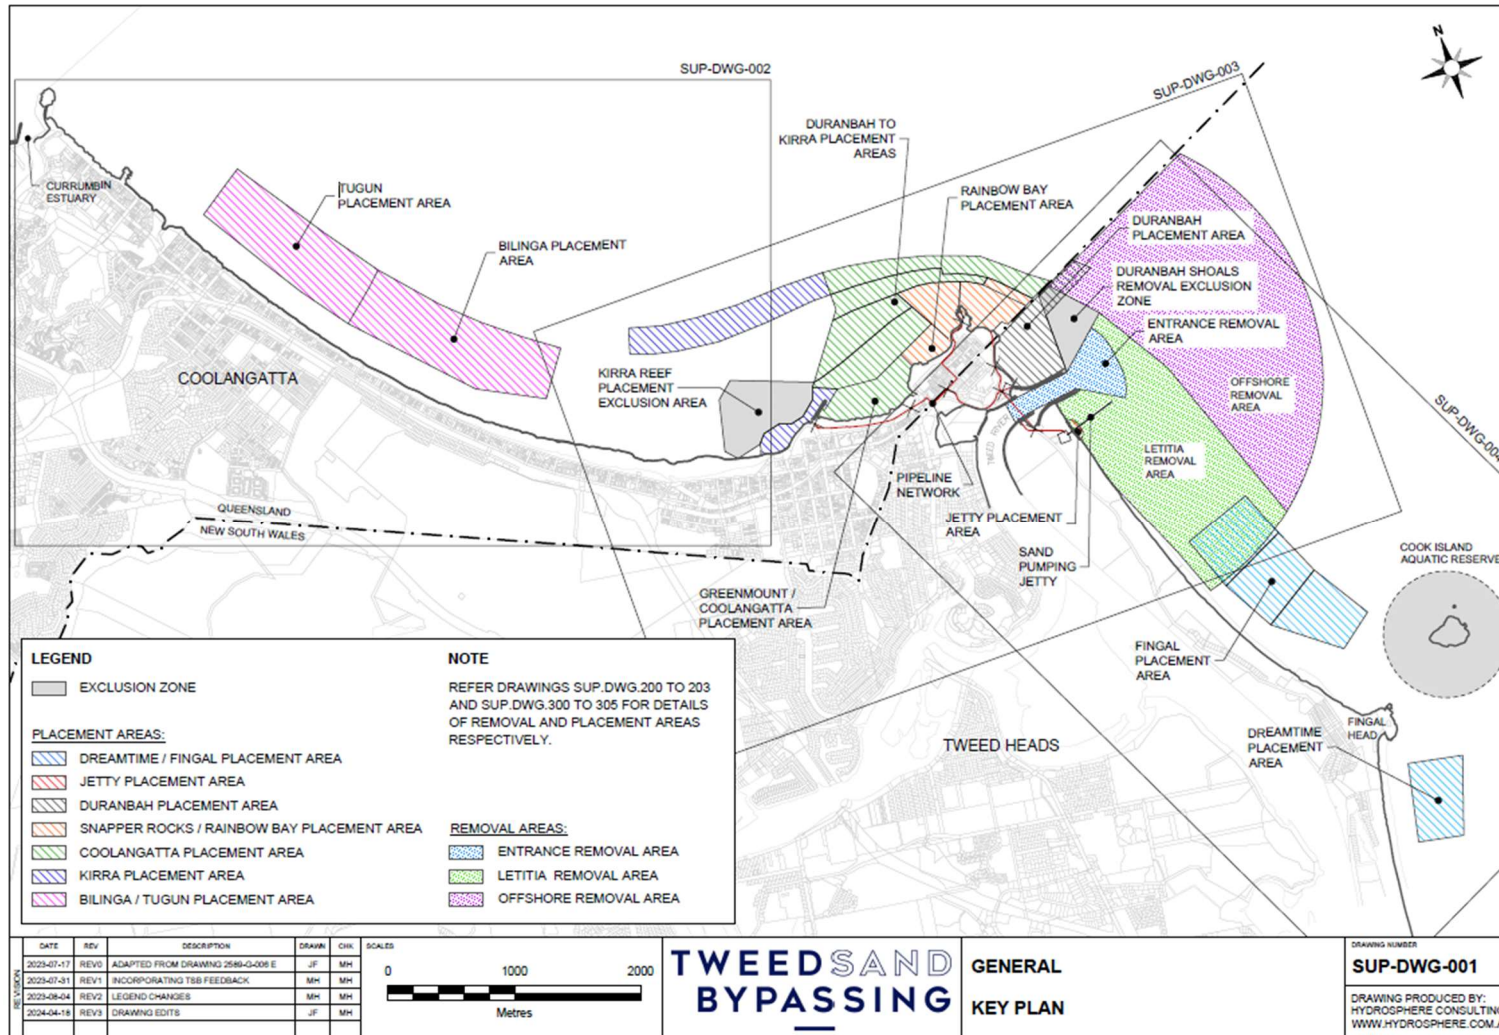 SUP-DWG-002
SUP-DWG-003
N
DURANBAH TO
KIRRA PLACEMENT
AREAS
CURRUMBIN
ESTUARY
TUGUN
PLACEMENT AREA
RAINBOW BAY
PLACEMENT AREA
DURANBAH
PLACEMENT AREA
BILINGA PLACEMENT
AREA
DURANBAH SHOALS
REMOVAL EXCLUSION
ZONE
ENTRANCE REMOVAL
AREA
COOLANGATTA
KIRRA REEF
PLACEMENT
EXCLUSION AREA
OFFSHORE
REMOVAL
AREA
SUP-DWG-004
TWEED RIVER
LETITIA
REMOVAL
AREA
PIPELINE
NETWORK
QUEENSLAND
NEW SOUTH WALES
JETTY PLACEMENT
AREA
SAND
PUMPING
JETTY
COOK ISLAND
AQUATIC RESERVE
GREENMOUNT /
COOLANGATTA
PLACEMENT AREA
FINGAL
PLACEMENT
AREA
FINGAL
HEAD
DREAMTIME
PLACEMENT
AREA
TWEED HEADS
LEGEND
EXCLUSION ZONE
PLACEMENT AREAS:
DREAMTIME / FINGAL PLACEMENT AREA
JETTY PLACEMENT AREA
DURANBAH PLACEMENT AREA
SNAPPER ROCKS / RAINBOW BAY PLACEMENT AREA
COOLANGATTA PLACEMENT AREA
KIRRA PLACEMENT AREA
BILINGA / TUGUN PLACEMENT AREA
NOTE
REFER DRAWINGS SUP.DWG.200 TO 203
AND SUP.DWG.300 TO 305 FOR DETAILS
OF REMOVAL AND PLACEMENT AREAS
RESPECTIVELY.
REMOVAL AREAS:
ENTRANCE REMOVAL AREA
LETITIA REMOVAL AREA
OFFSHORE REMOVAL AREA
REVISION
DATE REV DESCRIPTION DRAWN CHK
2023-07-17 REV0 ADAPTED FROM DRAWING 2589-G-006 E JF MH
2023-07-31 REV1 INCORPORATING TSB FEEDBACK MH MH
2023-08-04 REV2 LEGEND CHANGES MH MH
2024-04-18 REV3 DRAWING EDITS JF MH
SCALES
0 1000 2000
Metres
TWEED SAND
BYPASSING
GENERAL
KEY PLAN
DRAWING NUMBER
SUP-DWG-001
DRAWING PRODUCED BY:
HYDROSPHERE CONSULTING
WWW.HYDROSPHERE.COM.A